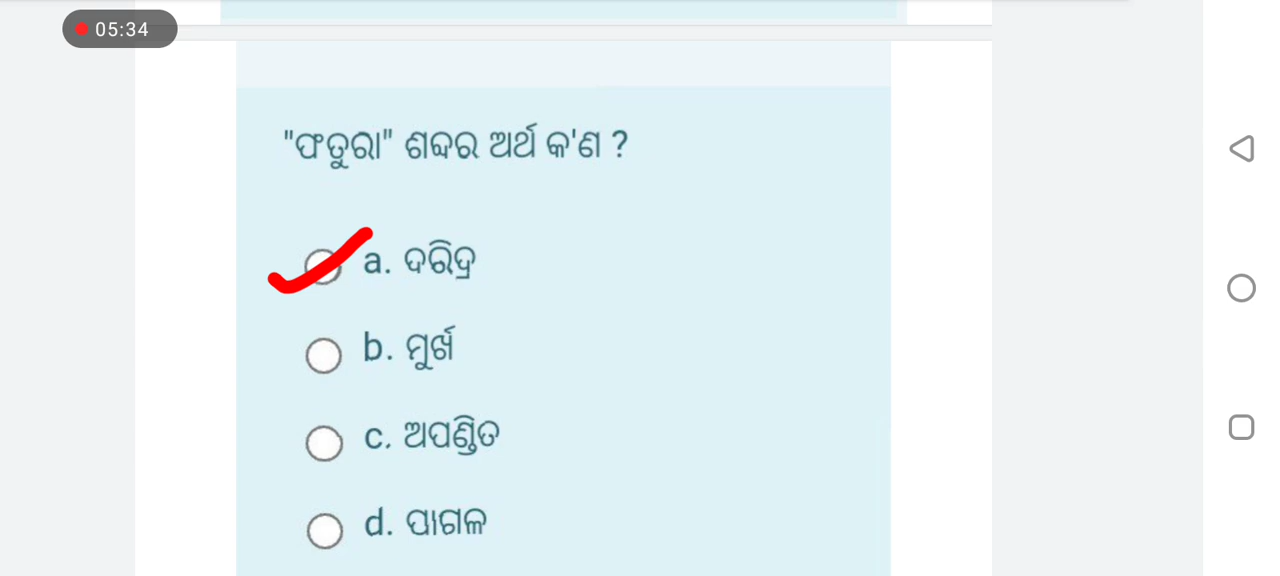 05:34
"ଫତୁରା" ଶବ୍ଦର ଅର୍ଥ କ'ଣ ?
a. ଦରିଦ୍ର
b. ମୁର୍ଖ
c. ଅପଣ୍ଡିତ
d. ପାଗଳ